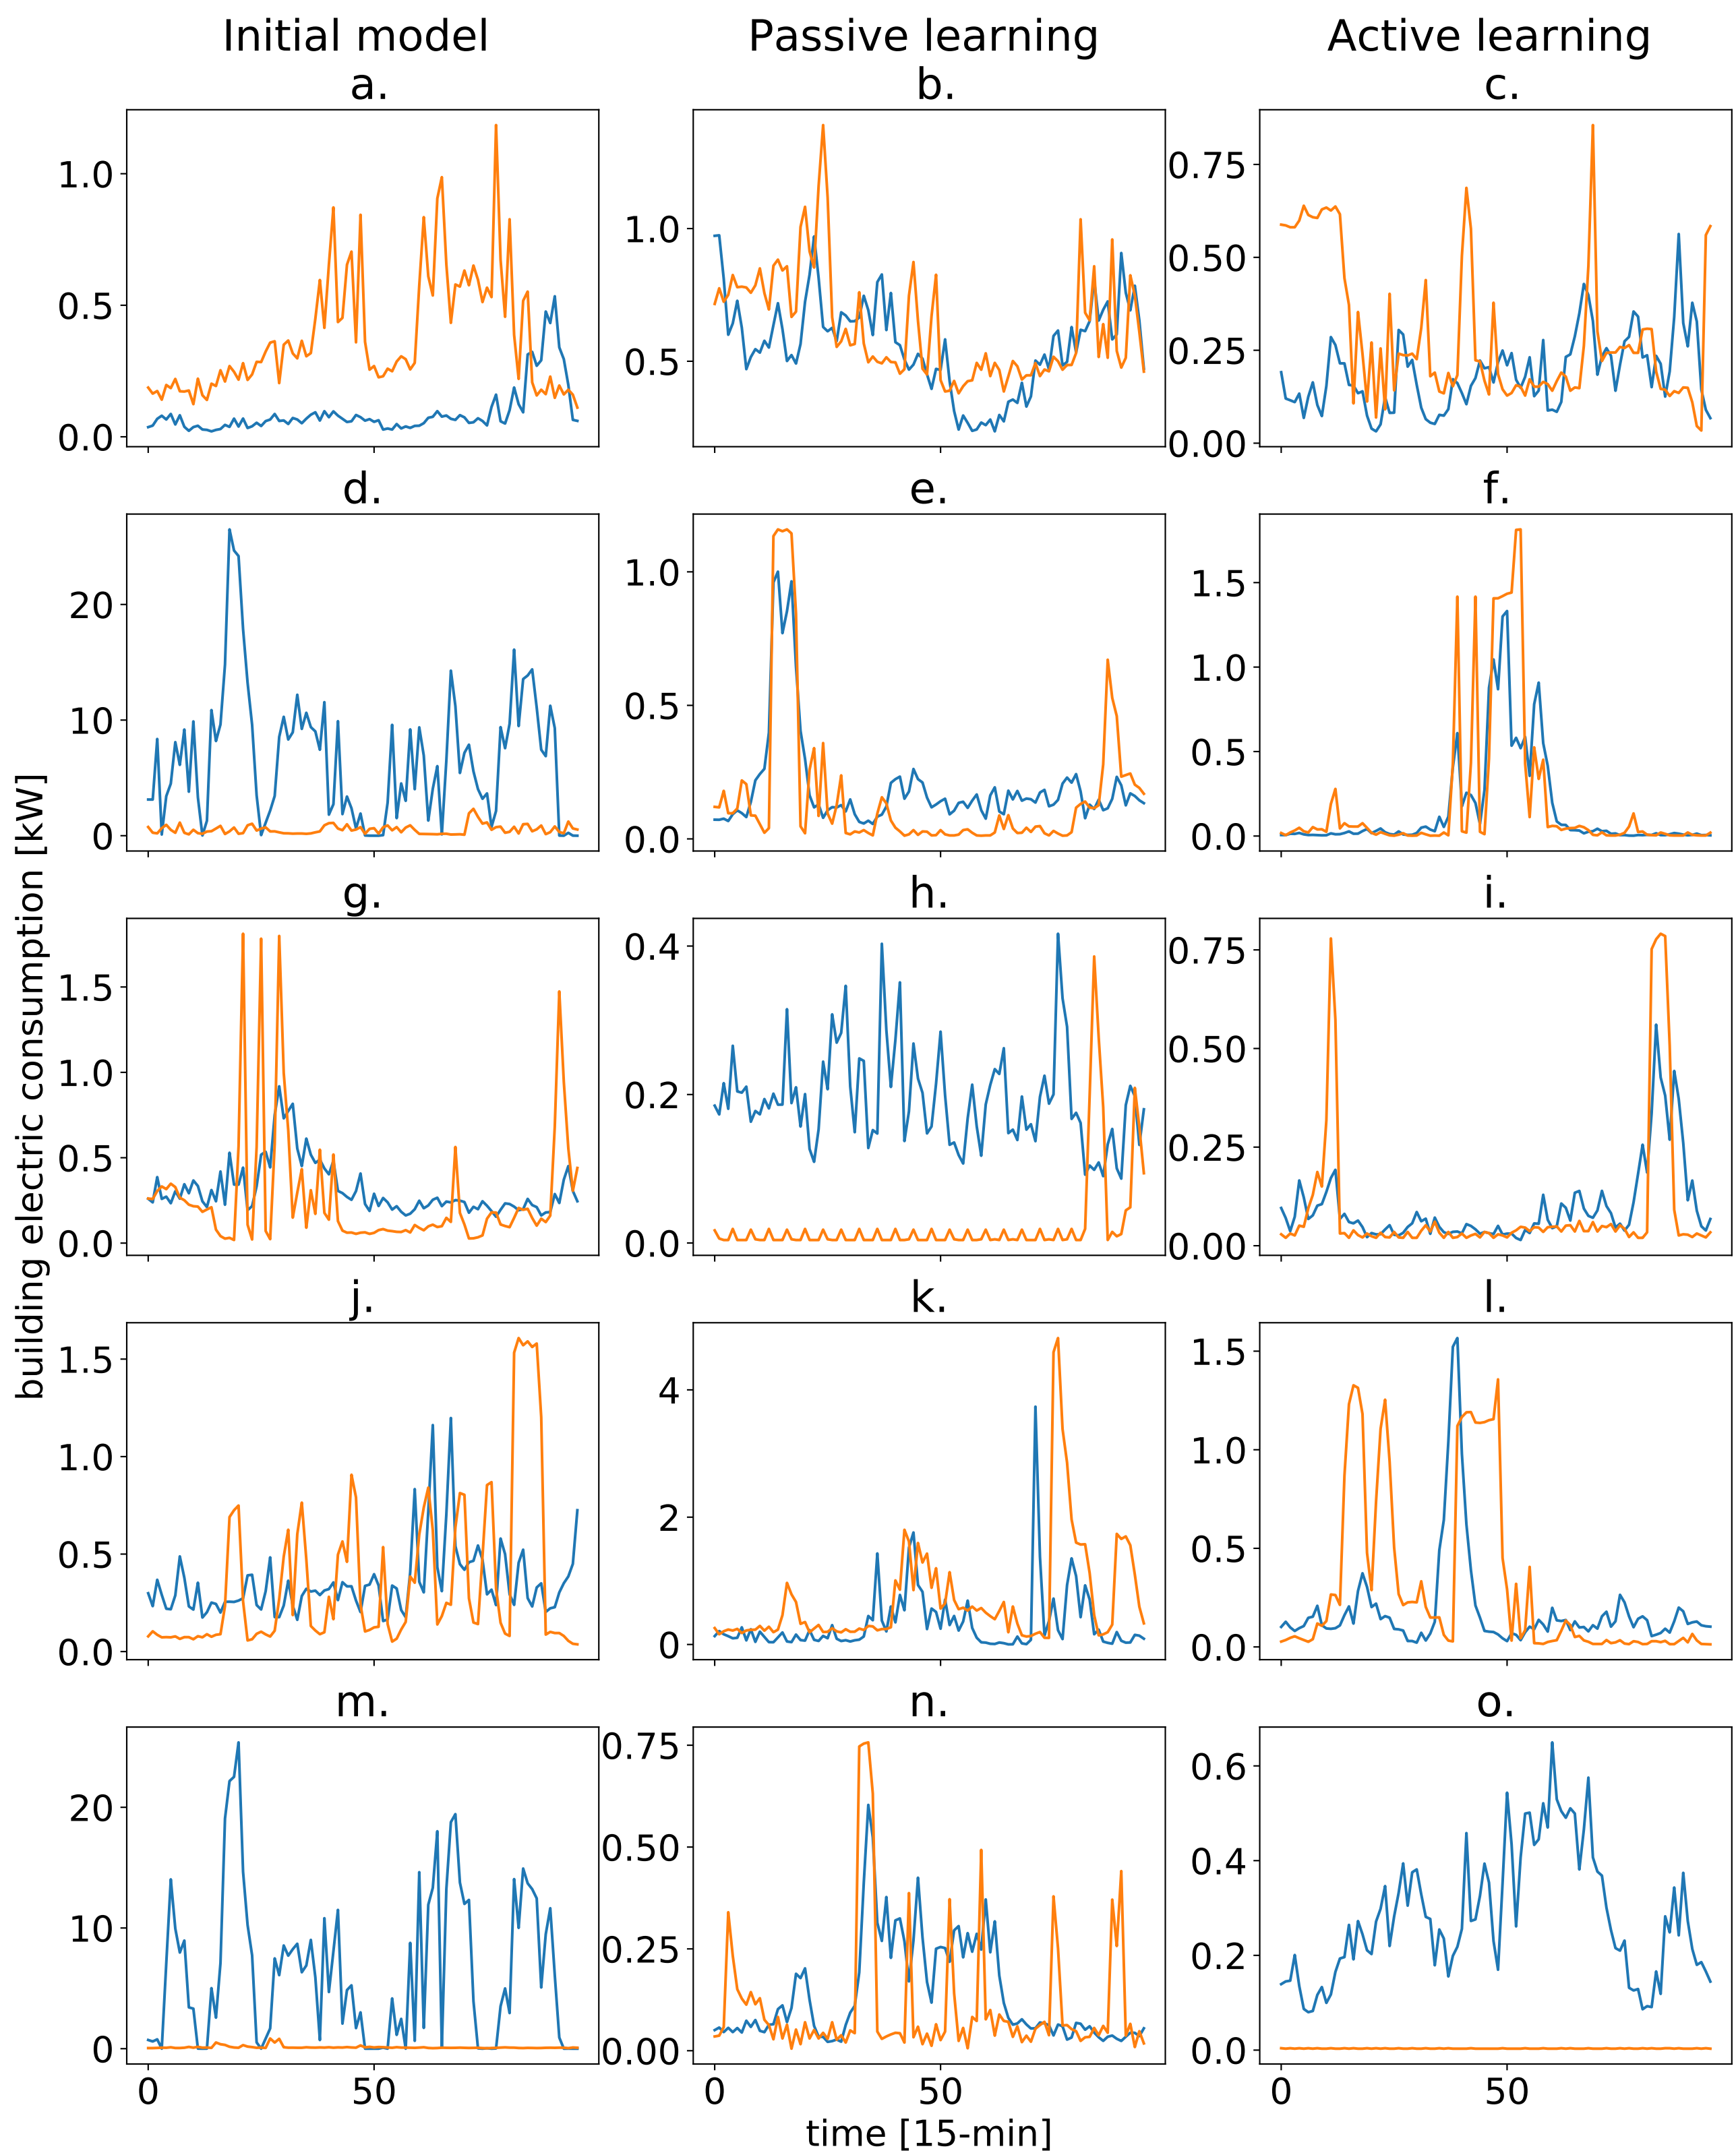 Initial model
Passive learning
Active learning
a.
b.
c.
1.0
0.5
0.0
1.0
0.5
0.75
0.50
0.25
0.00
d.
e.
f.
20
10
0
1.0
0.5
0.0
1.5
1.0
0.5
0.0
g.
h.
i.
1.5
1.0
0.5
0.0
0.4
0.2
0.0
0.75
0.50
0.25
0.00
j.
k.
l.
1.5
1.0
0.5
0.0
4
2
0
1.5
1.0
0.5
0.0
m.
n.
o.
20
10
0
0.75
0.50
0.25
0.00
0.6
0.4
0.2
0.0
0 50
0 50
0 50
time [15-min]
building electric consumption [kW]